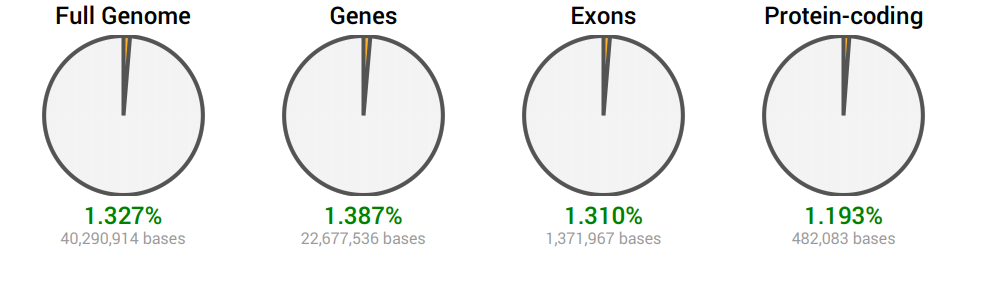 Full Genome Genes Exons Protein-coding
1.327% 1.387% 1.310% 1.193%
40,290,914 bases 22,677,536 bases 1,371,967 bases 482,083 bases